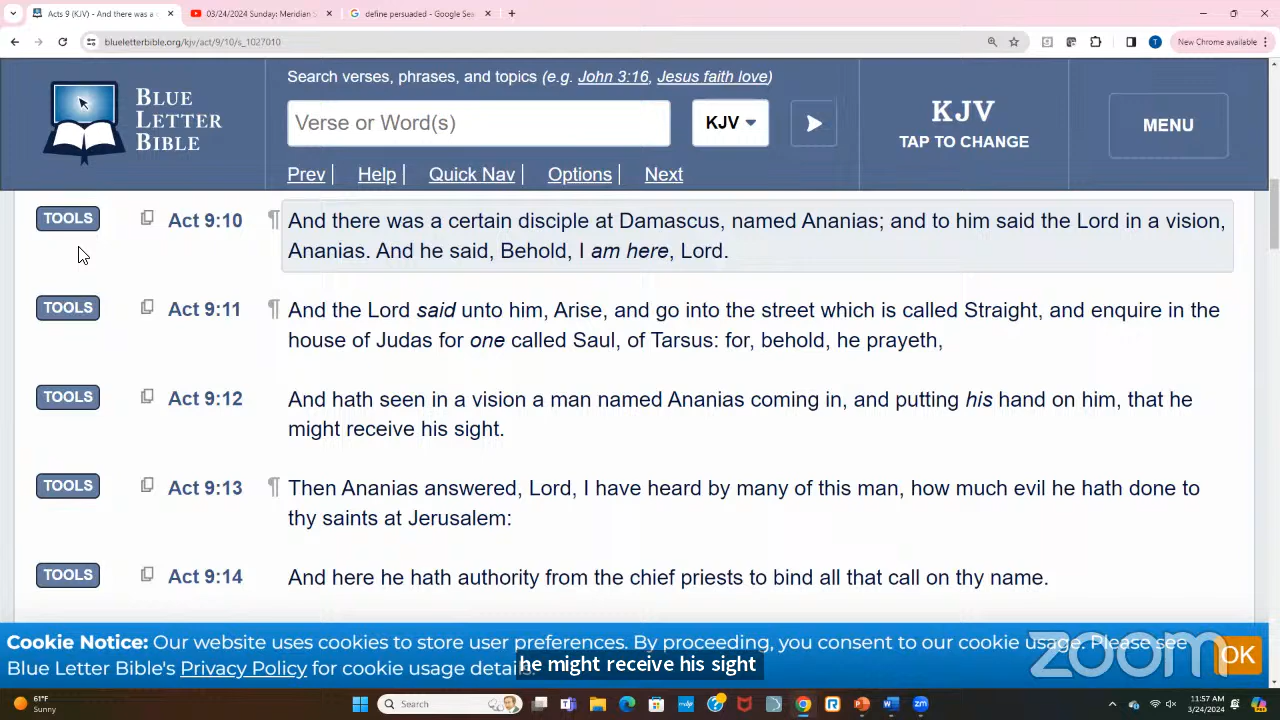 Acts 9 (KJV) - And there was a c
03/24/2024 Sunday: Meridian S
define persuaded - Google Sea
blueletterbible.org/kjv/act/9/10/s_1027010
New Chrome available
BLUE
LETTER
BIBLE
Search verses, phrases, and topics (e.g. John 3:16, Jesus faith love)
Verse or Word(s)
KJV
KJV
TAP TO CHANGE
MENU
Prev | Help | Quick Nav | Options | Next
TOOLS Act 9:10 ¶ And there was a certain disciple at Damascus, named Ananias; and to him said the Lord in a vision,
Ananias. And he said, Behold, I am here, Lord.
TOOLS Act 9:11 ¶ And the Lord said unto him, Arise, and go into the street which is called Straight, and enquire in the
house of Judas for one called Saul, of Tarsus: for, behold, he prayeth,
TOOLS Act 9:12 And hath seen in a vision a man named Ananias coming in, and putting his hand on him, that he
might receive his sight.
TOOLS Act 9:13 ¶ Then Ananias answered, Lord, I have heard by many of this man, how much evil he hath done to
thy saints at Jerusalem:
TOOLS Act 9:14 And here he hath authority from the chief priests to bind all that call on thy name.
Cookie Notice: Our website uses cookies to store user preferences. By proceeding, you consent to our cookie usage. Please see
Blue Letter Bible's Privacy Policy for cookie usage details.
OK
he might receive his sight
zoom
61°F
Sunny
Search
11:57 AM
3/24/2024